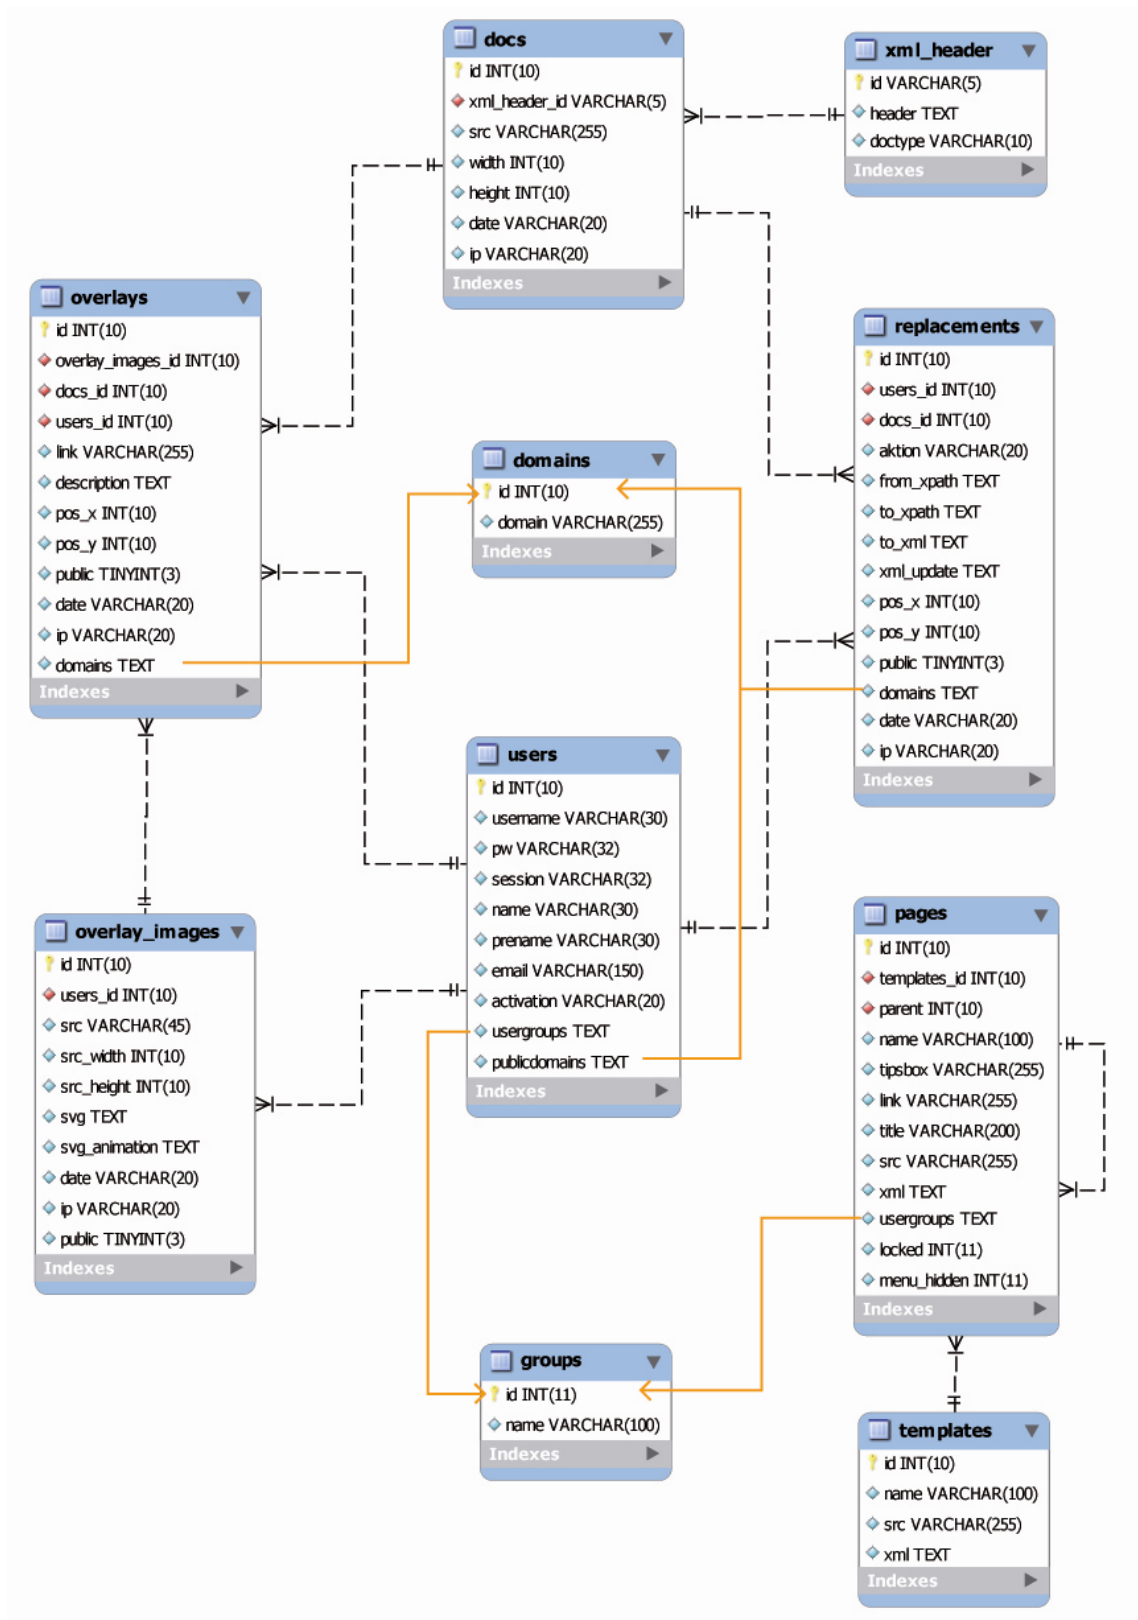 docs
id INT(10)
xml_header_id VARCHAR(5)
src VARCHAR(255)
width INT(10)
height INT(10)
date VARCHAR(20)
ip VARCHAR(20)
Indexes
xml_header
id VARCHAR(5)
header TEXT
doctype VARCHAR(10)
Indexes
overlays
id INT(10)
overlay_images_id INT(10)
docs_id INT(10)
users_id INT(10)
link VARCHAR(255)
description TEXT
pos_x INT(10)
pos_y INT(10)
public TINYINT(3)
date VARCHAR(20)
ip VARCHAR(20)
domains TEXT
Indexes
domains
id INT(10)
domain VARCHAR(255)
Indexes
replacements
id INT(10)
users_id INT(10)
docs_id INT(10)
aktion VARCHAR(20)
from_xpath TEXT
to_xpath TEXT
to_xml TEXT
xml_update TEXT
pos_x INT(10)
pos_y INT(10)
public TINYINT(3)
domains TEXT
date VARCHAR(20)
ip VARCHAR(20)
Indexes
users
id INT(10)
username VARCHAR(30)
pw VARCHAR(32)
session VARCHAR(32)
name VARCHAR(30)
prename VARCHAR(30)
email VARCHAR(150)
activation VARCHAR(20)
usergroups TEXT
publicdomains TEXT
Indexes
overlay_images
id INT(10)
users_id INT(10)
src VARCHAR(45)
src_width INT(10)
src_height INT(10)
svg TEXT
svg_animation TEXT
date VARCHAR(20)
ip VARCHAR(20)
public TINYINT(3)
Indexes
pages
id INT(10)
templates_id INT(10)
parent INT(10)
name VARCHAR(100)
tipsbox VARCHAR(255)
link VARCHAR(255)
title VARCHAR(200)
src VARCHAR(255)
xml TEXT
usergroups TEXT
locked INT(11)
menu_hidden INT(11)
Indexes
groups
id INT(11)
name VARCHAR(100)
Indexes
templates
id INT(10)
name VARCHAR(100)
src VARCHAR(255)
xml TEXT
Indexes